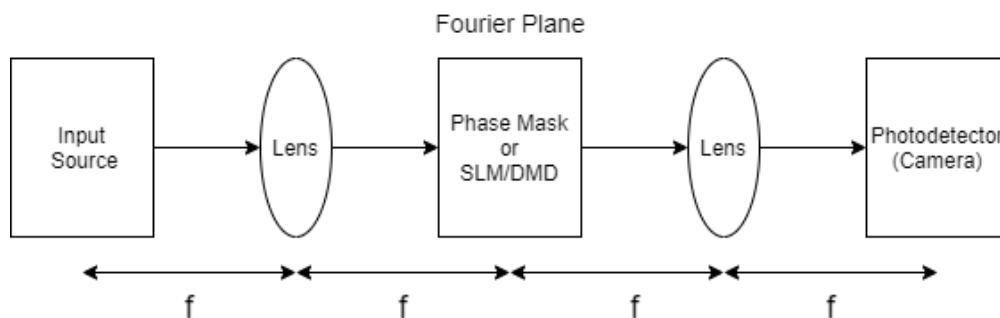 Fourier Plane
Input
Source
Lens
Phase Mask
or
SLM/DMD
Lens
Photodetector
(Camera)
f
f
f
f